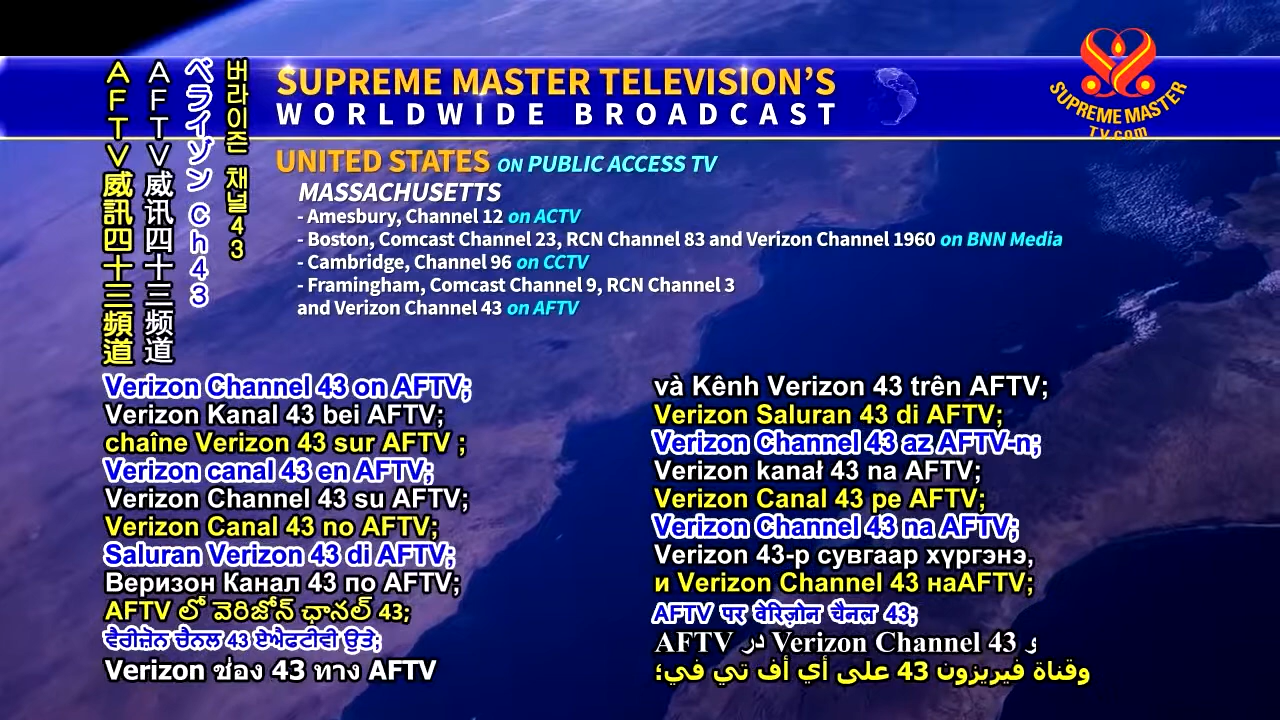 SUPREME MASTER TELEVISION'S
WORLDWIDE BROADCAST
SUPREME MASTER
TV.com
UNITED STATES ON PUBLIC ACCESS TV
MASSACHUSETTS
- Amesbury, Channel 12 on ACTV
- Boston, Comcast Channel 23, RCN Channel 83 and Verizon Channel 1960 on BNN Media
- Cambridge, Channel 96 on CCTV
- Framingham, Comcast Channel 9, RCN Channel 3
and Verizon Channel 43 on AFTV
AFTV威訊四十三頻道
AFTV威讯四十三频道
ベライゾン Ch43
버라이즌 채널43
Verizon Channel 43 on AFTV;
Verizon Kanal 43 bei AFTV;
chaîne Verizon 43 sur AFTV ;
Verizon canal 43 en AFTV;
Verizon Channel 43 su AFTV;
Verizon Canal 43 no AFTV;
Saluran Verizon 43 di AFTV;
Веризон Канал 43 по AFTV;
AFTV లో వెరిజోన్ ఛానల్ 43;
ਵੈਰੀਜ਼ੋਨ ਚੈਨਲ 43 ਏਐਫਟੀਵੀ ਉਤੇ;
Verizon ช่อง 43 ทาง AFTV
và Kênh Verizon 43 trên AFTV;
Verizon Saluran 43 di AFTV;
Verizon Channel 43 az AFTV-n;
Verizon kanał 43 na AFTV;
Verizon Canal 43 pe AFTV;
Verizon Channel 43 na AFTV;
Verizon 43-р сувгаар хүргэнэ,
и Verizon Channel 43 наAFTV;
AFTV पर वेरिज़ोन चैनल 43;
و Verizon Channel 43 در AFTV
وقناة فيريزون 43 على أي أف تي في؛